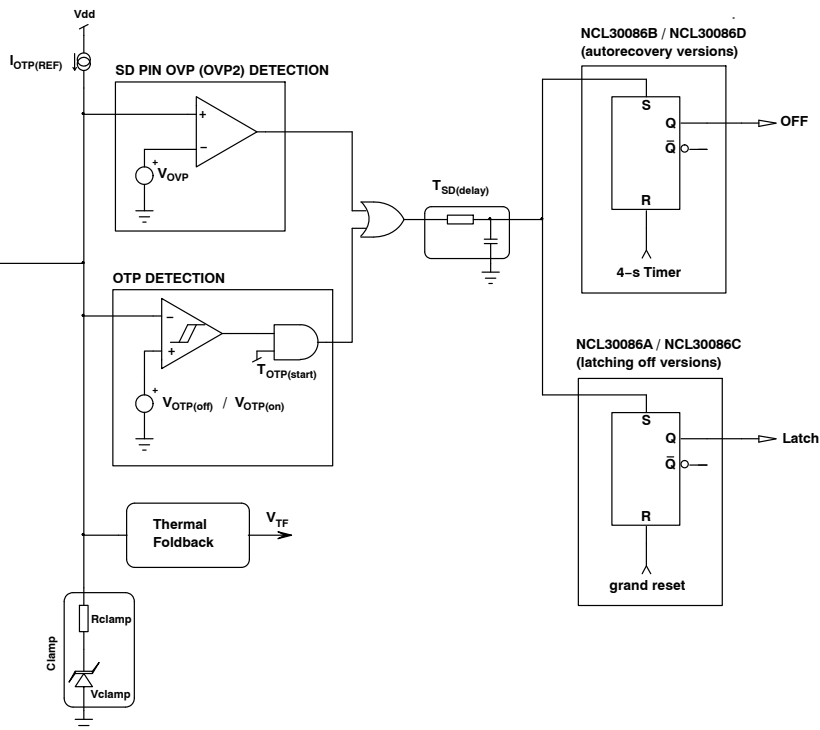 Vdd
I_OTP(REF)
SD PIN OVP (OVP2) DETECTION
+
−
+
V_OVP
OTP DETECTION
−
+
T_OTP(start)
+
V_OTP(off) / V_OTP(on)
Thermal
Foldback
V_TF
Clamp
Rclamp
Vclamp
T_SD(delay)
NCL30086B / NCL30086D
(autorecovery versions)
S
Q
Q̅
R
OFF
4−s Timer
NCL30086A / NCL30086C
(latching off versions)
S
Q
Q̅
R
Latch
grand reset